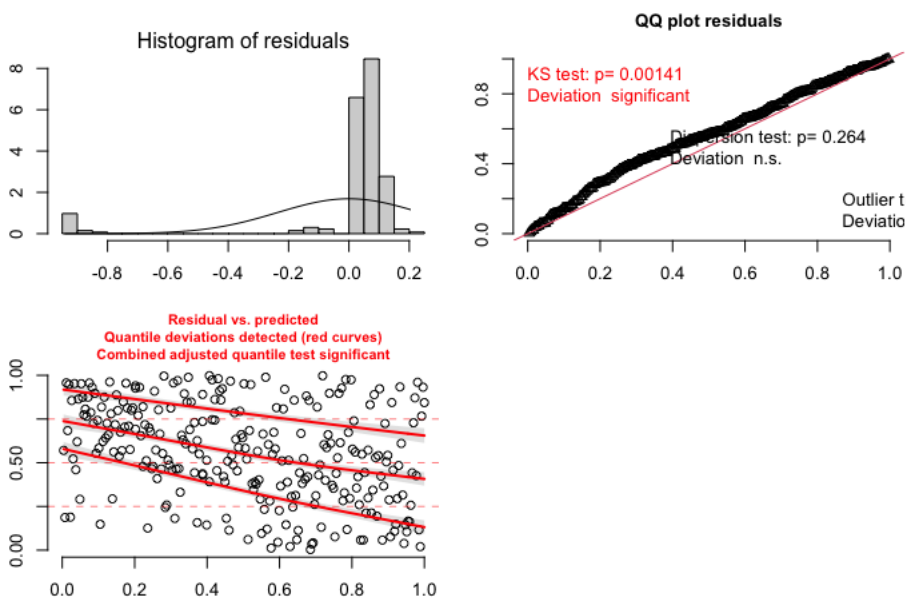 Histogram of residuals
8
6
4
2
0
-0.8
-0.6
-0.4
-0.2
0.0
0.2
QQ plot residuals
KS test: p= 0.00141
Deviation significant
Dispersion test: p= 0.264
Deviation n.s.
Outlier t
Deviatio
0.8
0.4
0.0
0.0
0.2
0.4
0.6
0.8
1.0
Residual vs. predicted
Quantile deviations detected (red curves)
Combined adjusted quantile test significant
1.00
0.50
0.00
0.0
0.2
0.4
0.6
0.8
1.0